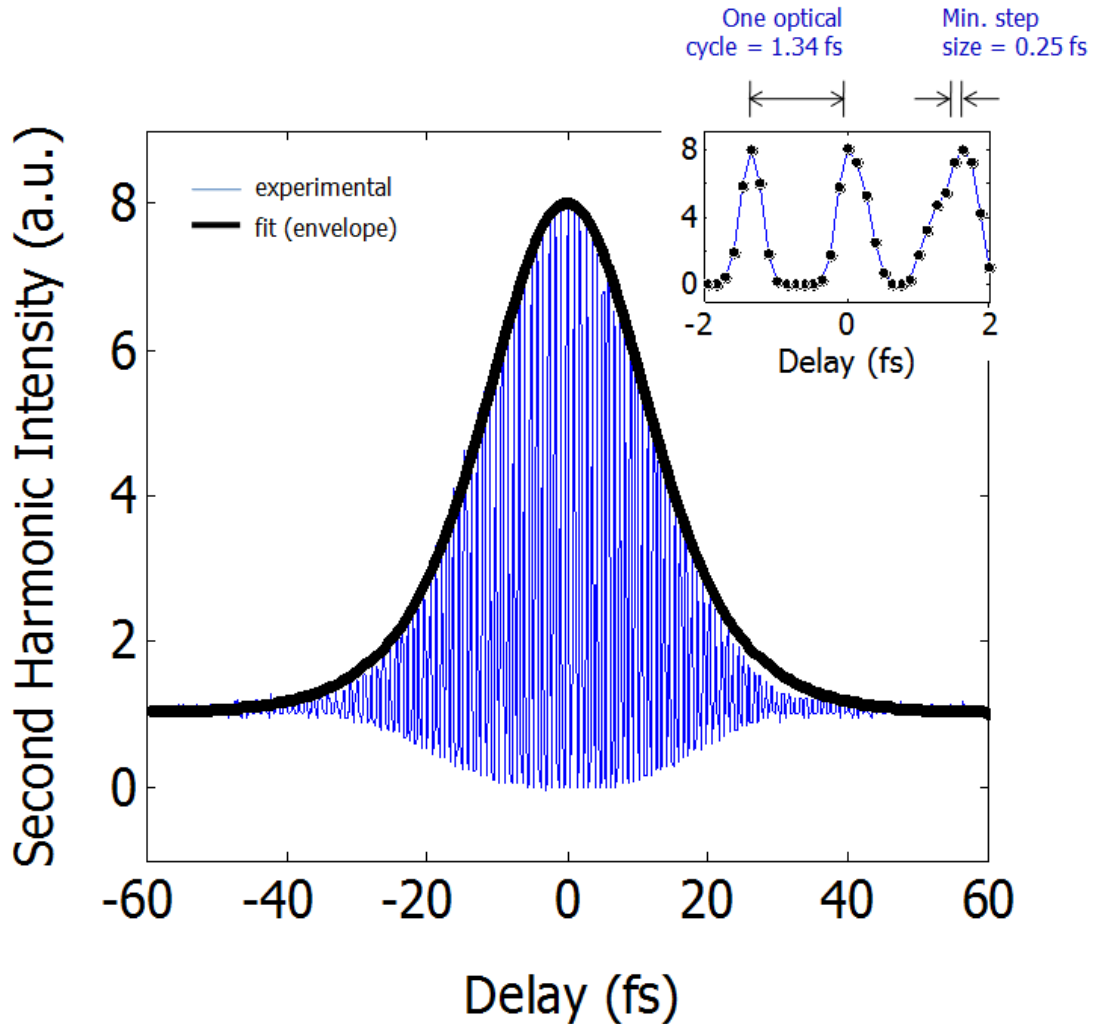 One optical
cycle = 1.34 fs
Min. step
size = 0.25 fs
experimental
fit (envelope)
8
4
0
-2
0
2
Delay (fs)
Second Harmonic Intensity (a.u.)
8
6
4
2
0
-60
-40
-20
0
20
40
60
Delay (fs)